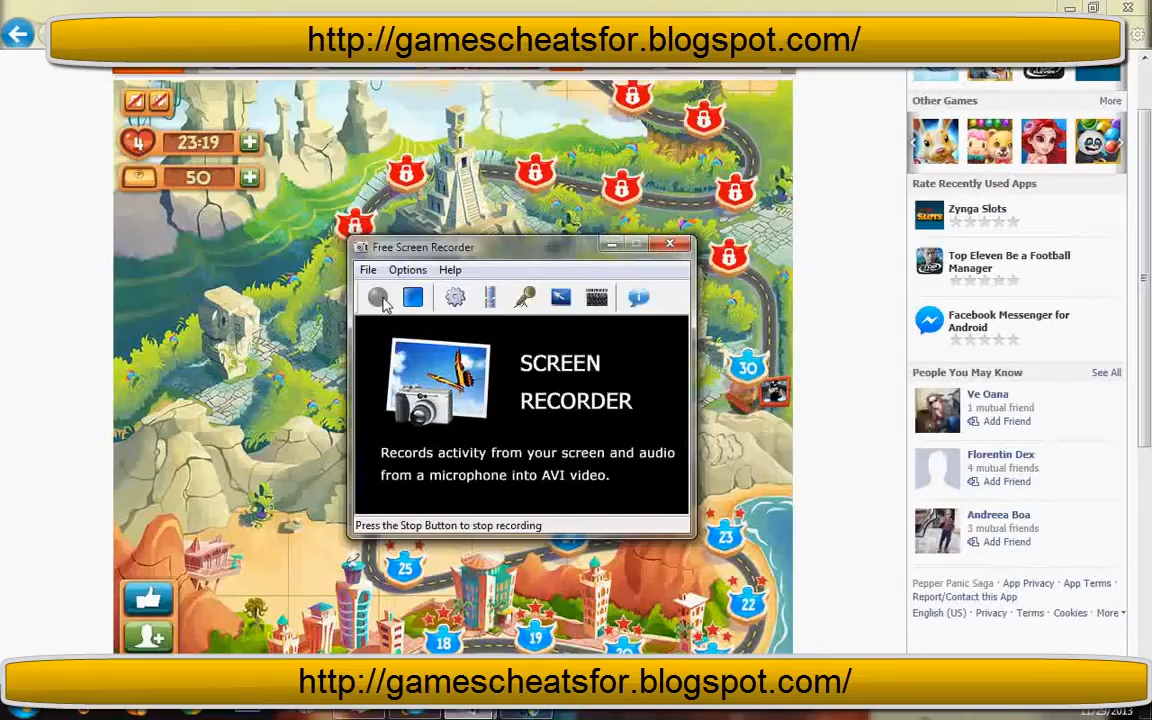 http://gamescheatsfor.blogspot.com/
4
23:19
50
Other Games
More
Rate Recently Used Apps
SLOTS
Zynga Slots
Top Eleven Be a Football
Manager
Facebook Messenger for
Android
People You May Know
See All
Ve Oana
1 mutual friend
Add Friend
Florentin Dex
4 mutual friends
Add Friend
Andreea Boa
3 mutual friends
Add Friend
Pepper Panic Saga · App Privacy · App Terms ·
Report/Contact this App
English (US) · Privacy · Terms · Cookies · More
Free Screen Recorder
File
Options
Help
SCREEN
RECORDER
Records activity from your screen and audio
from a microphone into AVI video.
Press the Stop Button to stop recording
30
23
25
22
18
19
http://gamescheatsfor.blogspot.com/
11/29/2013